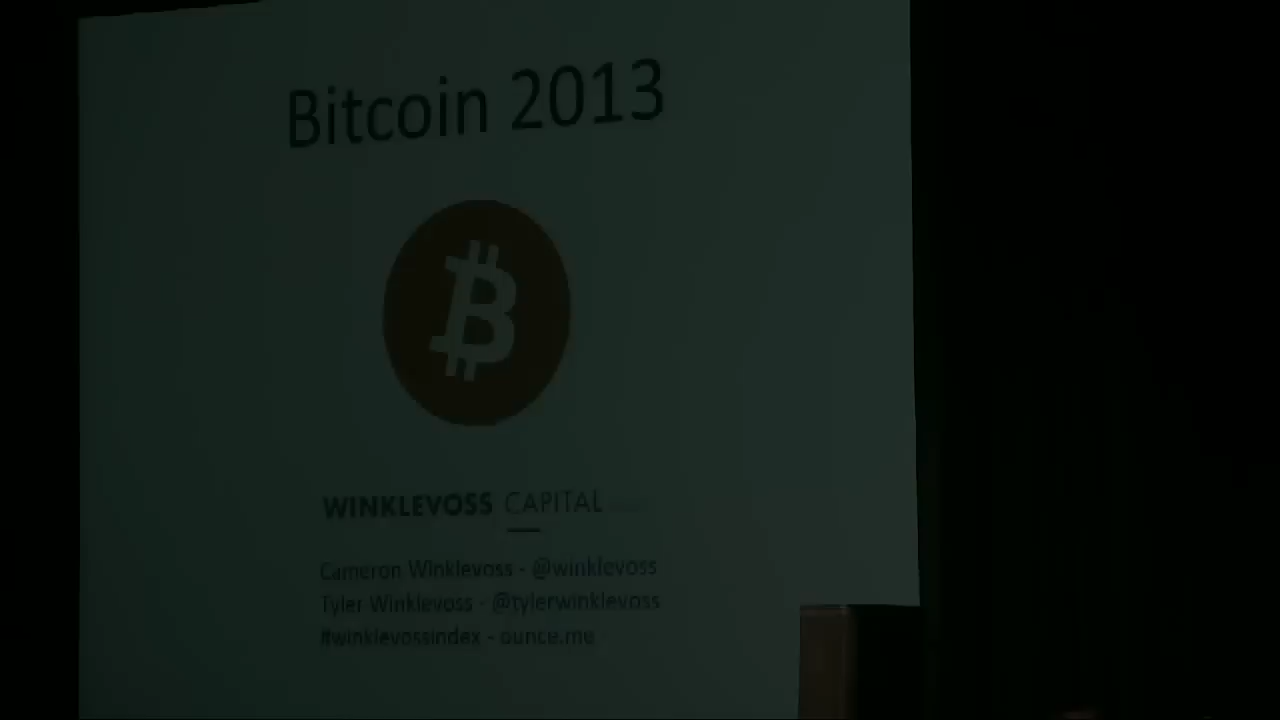 Bitcoin 2013
WINKLEVOSS CAPITAL
Cameron Winklevoss - @winklevoss
Tyler Winklevoss - @tylerwinklevoss
#winklevossindex - ounce.me